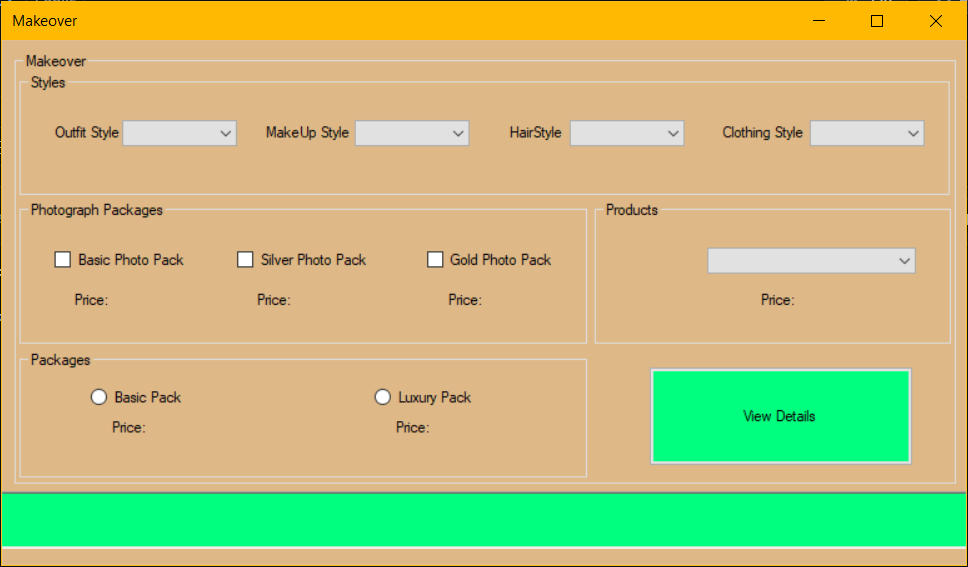 Makeover
Makeover
Styles
Outfit Style MakeUp Style HairStyle Clothing Style
Photograph Packages
Basic Photo Pack Silver Photo Pack Gold Photo Pack
Price: Price: Price:
Products
Price:
Packages
Basic Pack Luxury Pack
Price: Price:
View Details